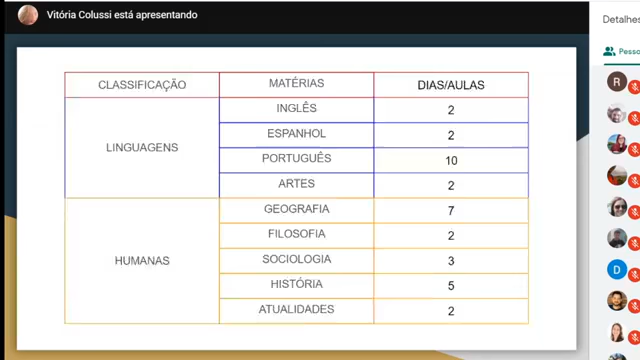 Vitória Colussi está apresentando
Detalhes
Pesso
CLASSIFICAÇÃO MATÉRIAS DIAS/AULAS
LINGUAGENS
INGLÊS 2
ESPANHOL 2
PORTUGUÊS 10
ARTES 2
HUMANAS
GEOGRAFIA 7
FILOSOFIA 2
SOCIOLOGIA 3
HISTÓRIA 5
ATUALIDADES 2
R
D